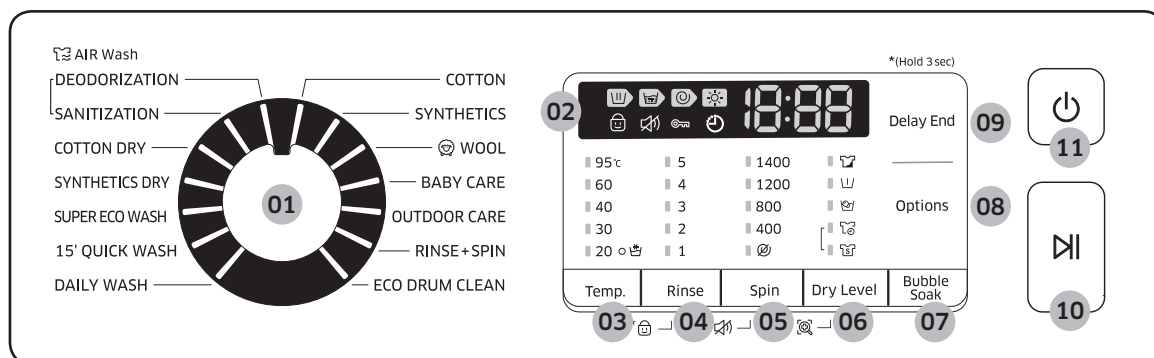 AIR Wash
DEODORIZATION
SANITIZATION
COTTON DRY
SYNTHETICS DRY
SUPER ECO WASH
15' QUICK WASH
DAILY WASH
01
COTTON
SYNTHETICS
WOOL
BABY CARE
OUTDOOR CARE
RINSE+SPIN
ECO DRUM CLEAN
*(Hold 3 sec)
02
18:88
Delay End
09
95℃ 5 1400
60 4 1200
40 3 800
30 2 400
20 1
Options
08
Temp. Rinse Spin Dry Level Bubble
Soak
03 04 05 06 07
11
10